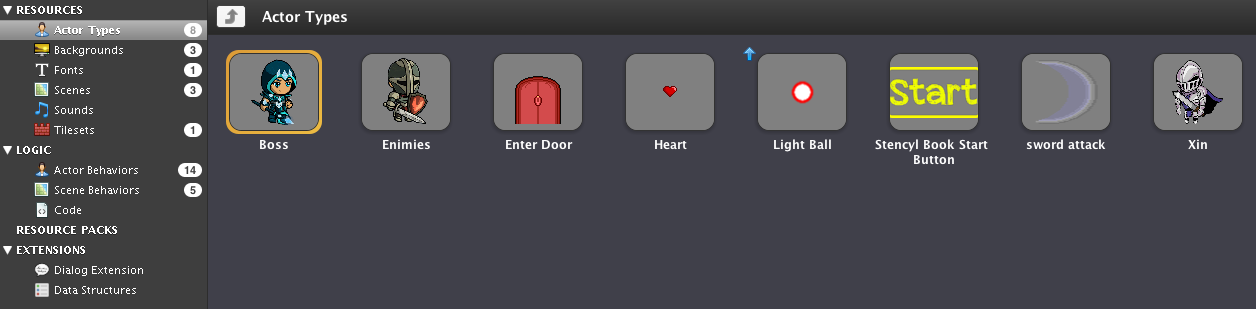 RESOURCES
Actor Types 8
Backgrounds 3
Fonts 1
Scenes 3
Sounds
Tilesets 1
LOGIC
Actor Behaviors 14
Scene Behaviors 5
Code
RESOURCE PACKS
EXTENSIONS
Dialog Extension
Data Structures
Actor Types
Start
Boss
Enimies
Enter Door
Heart
Light Ball
Stencyl Book Start
Button
sword attack
Xin